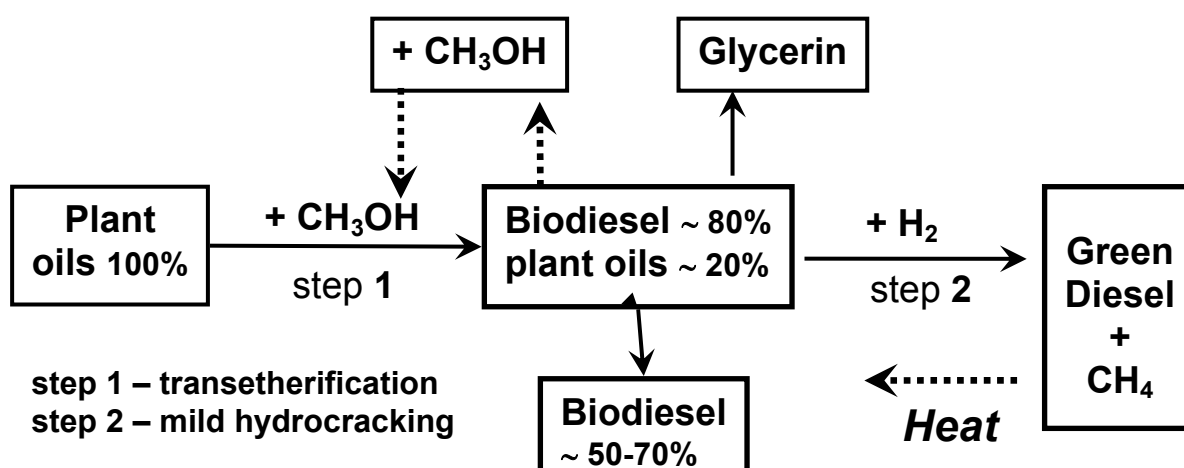 + CH₃OH
Glycerin
Plant
oils 100%
+ CH₃OH
step 1
Biodiesel ~ 80%
plant oils ~ 20%
+ H₂
step 2
Green
Diesel
+
CH₄
Heat
step 1 – transetherification
step 2 – mild hydrocracking
Biodiesel
~ 50-70%